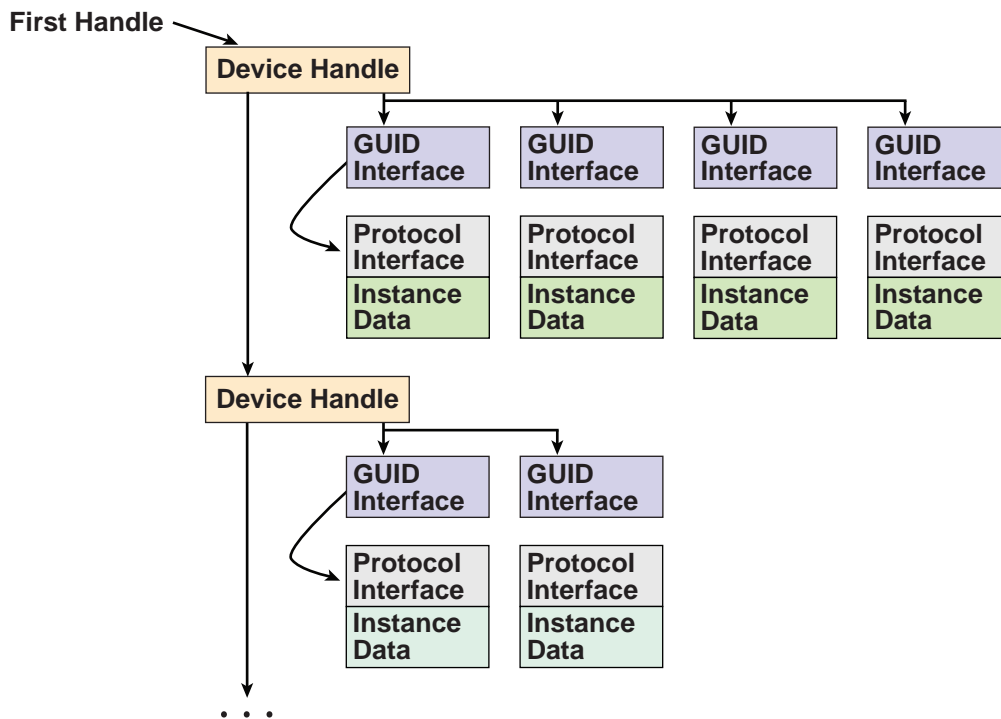 First Handle
Device Handle
GUID
Interface
GUID
Interface
GUID
Interface
GUID
Interface
Protocol
Interface
Instance
Data
Protocol
Interface
Instance
Data
Protocol
Interface
Instance
Data
Protocol
Interface
Instance
Data
Device Handle
GUID
Interface
GUID
Interface
Protocol
Interface
Instance
Data
Protocol
Interface
Instance
Data
. . .